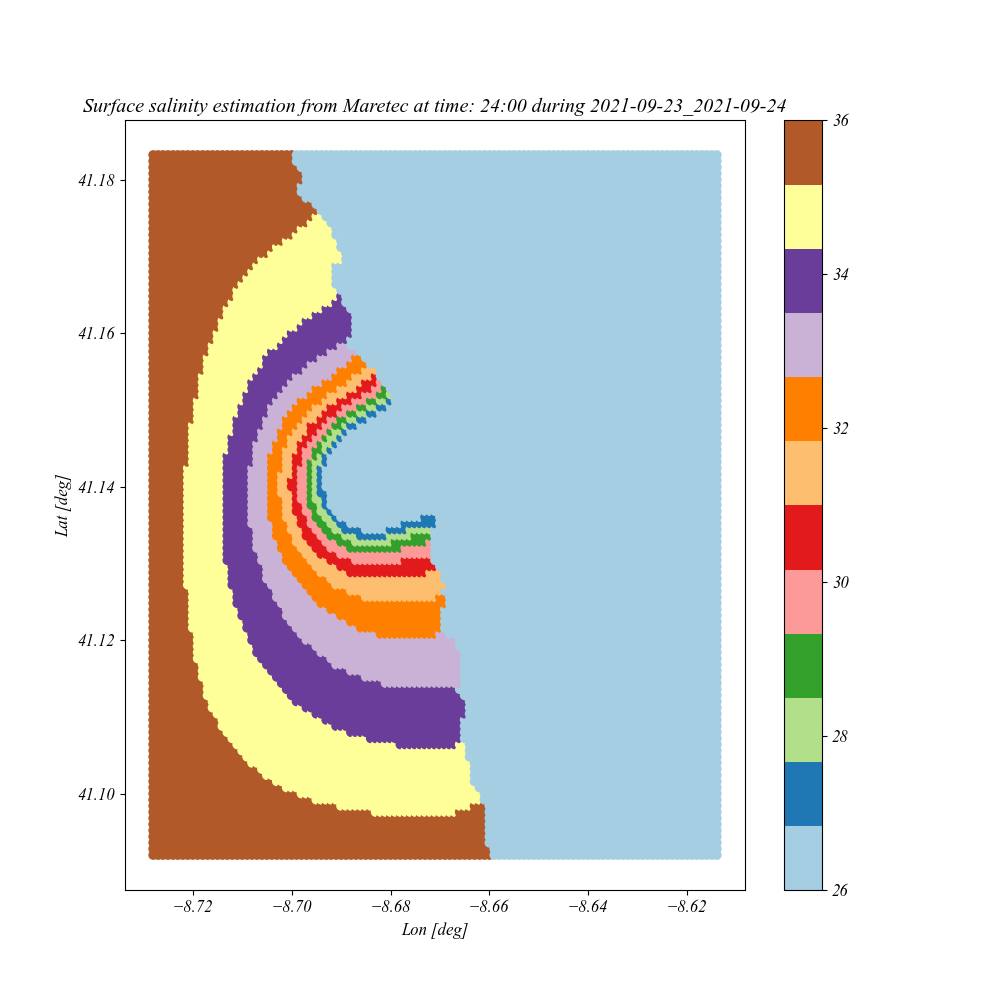 Surface salinity estimation from Maretec at time: 24:00 during 2021-09-23_2021-09-24
36
41.18
34
41.16
32
41.14
Lat [deg]
30
41.12
28
41.10
26
−8.72 −8.70 −8.68 −8.66 −8.64 −8.62
Lon [deg]